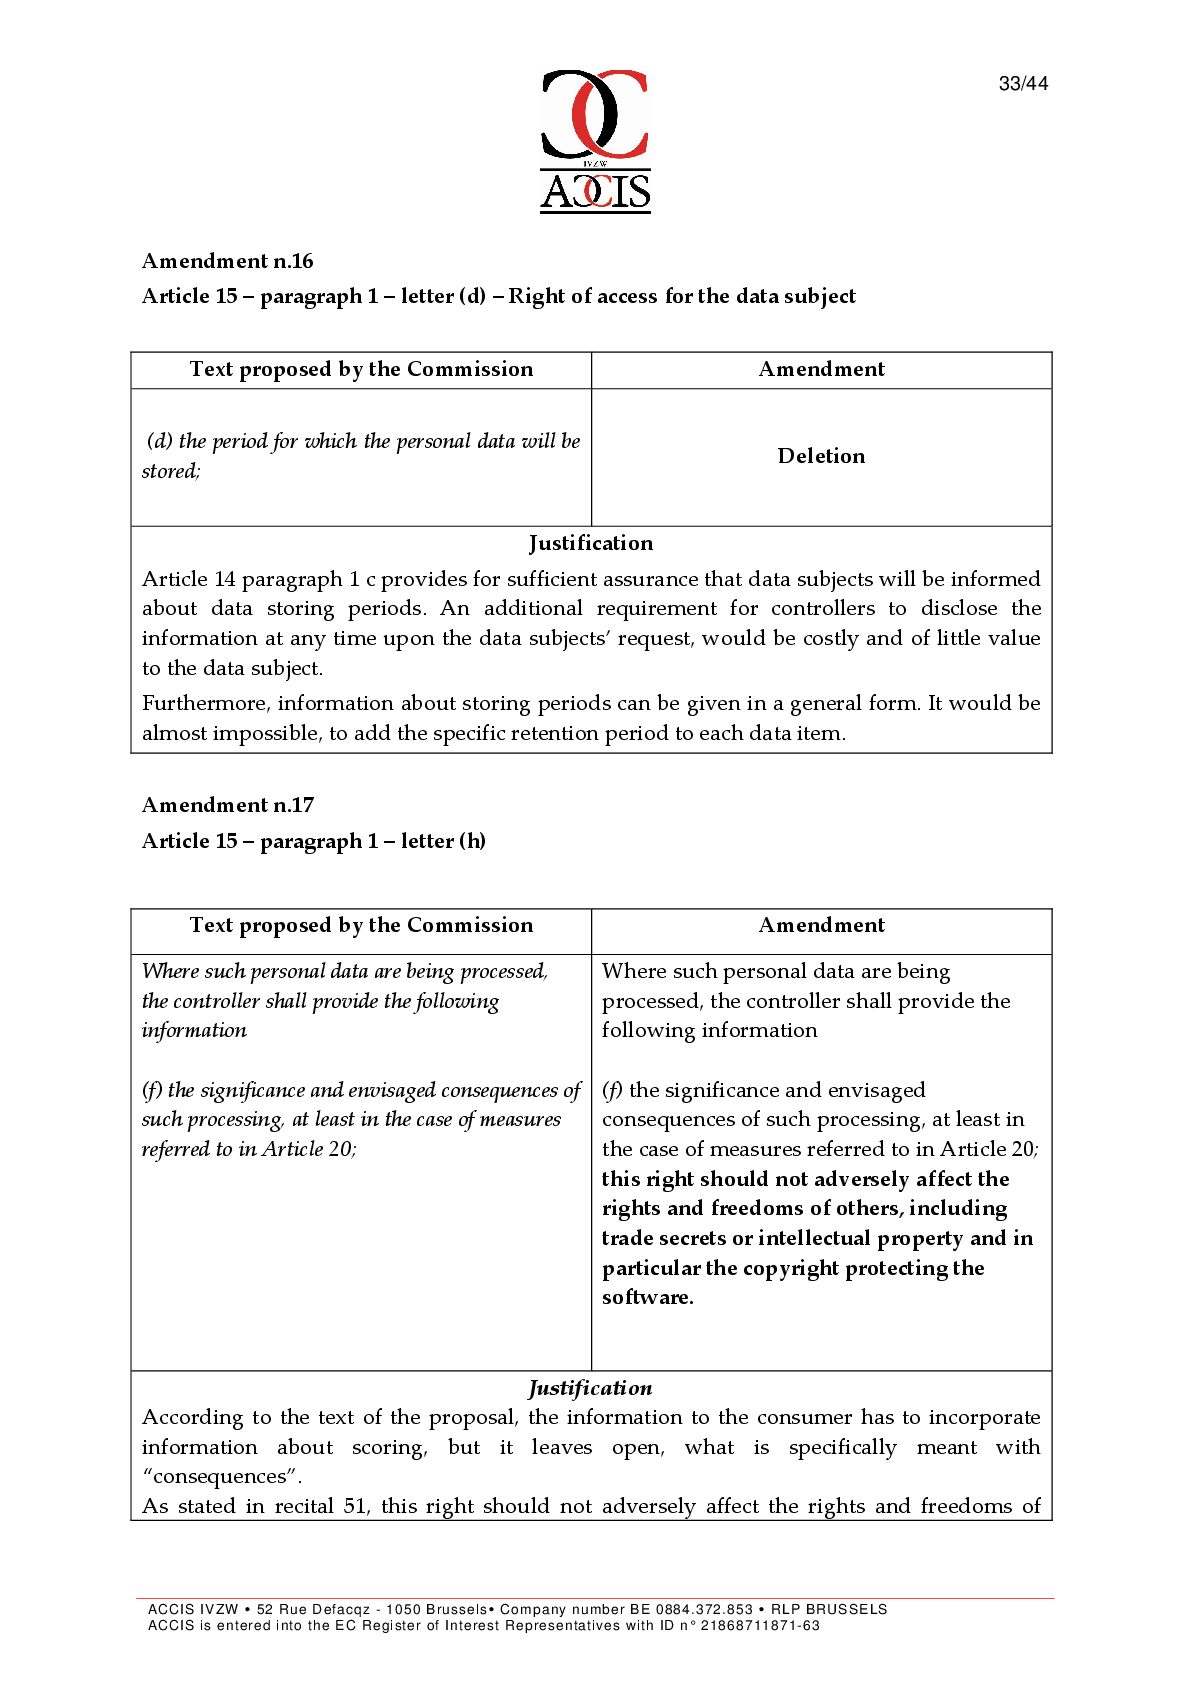 33/44
IVZW
ACCIS
Amendment n.16
Article 15 – paragraph 1 – letter (d) – Right of access for the data subject
Text proposed by the Commission
Amendment
(d) the period for which the personal data will be
stored;
Deletion
Justification
Article 14 paragraph 1 c provides for sufficient assurance that data subjects will be informed
about data storing periods. An additional requirement for controllers to disclose the
information at any time upon the data subjects’ request, would be costly and of little value
to the data subject.
Furthermore, information about storing periods can be given in a general form. It would be
almost impossible, to add the specific retention period to each data item.
Amendment n.17
Article 15 – paragraph 1 – letter (h)
Text proposed by the Commission
Amendment
Where such personal data are being processed,
the controller shall provide the following
information
(f) the significance and envisaged consequences of
such processing, at least in the case of measures
referred to in Article 20;
Where such personal data are being
processed, the controller shall provide the
following information
(f) the significance and envisaged
consequences of such processing, at least in
the case of measures referred to in Article 20;
this right should not adversely affect the
rights and freedoms of others, including
trade secrets or intellectual property and in
particular the copyright protecting the
software.
Justification
According to the text of the proposal, the information to the consumer has to incorporate
information about scoring, but it leaves open, what is specifically meant with
“consequences”.
As stated in recital 51, this right should not adversely affect the rights and freedoms of
ACCIS IVZW • 52 Rue Defacqz - 1050 Brussels• Company number BE 0884.372.853 • RLP BRUSSELS
ACCIS is entered into the EC Register of Interest Representatives with ID n° 21868711871-63